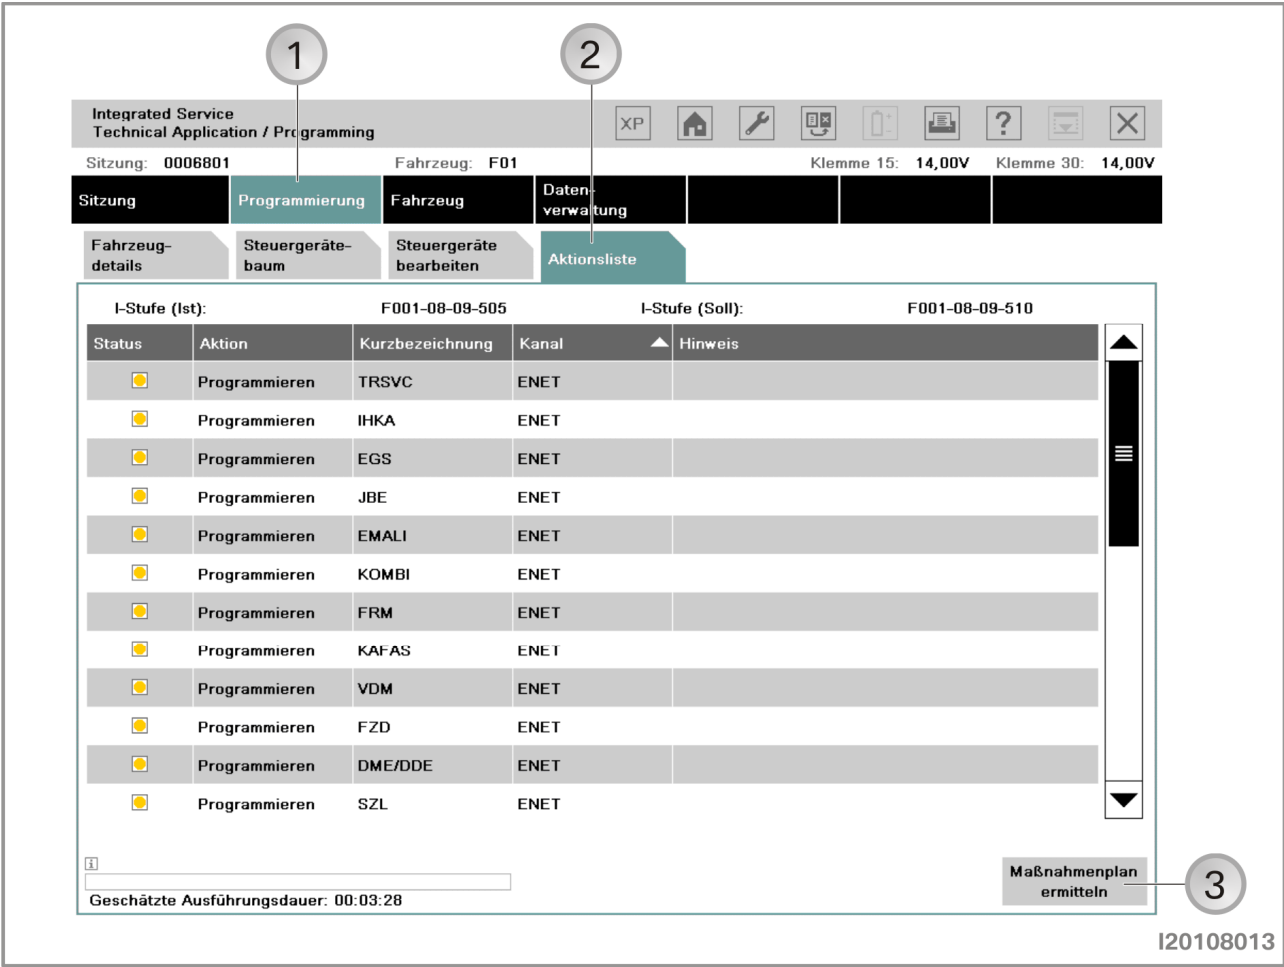 1
2
Integrated Service
Technical Application / Programming
XP
?
Sitzung: 0006801 Fahrzeug: F01 Klemme 15: 14,00V Klemme 30: 14,00V
Sitzung Programmierung Fahrzeug Daten-
verwaltung
Fahrzeug-
details
Steuergeräte-
baum
Steuergeräte
bearbeiten
Aktionsliste
I-Stufe (Ist): F001-08-09-505 I-Stufe (Soll): F001-08-09-510
Status Aktion Kurzbezeichnung Kanal Hinweis
Programmieren TRSVC ENET
Programmieren IHKA ENET
Programmieren EGS ENET
Programmieren JBE ENET
Programmieren EMALI ENET
Programmieren KOMBI ENET
Programmieren FRM ENET
Programmieren KAFAS ENET
Programmieren VDM ENET
Programmieren FZD ENET
Programmieren DME/DDE ENET
Programmieren SZL ENET
i
Geschätzte Ausführungsdauer: 00:03:28
Maßnahmenplan
ermitteln
3
I20108013